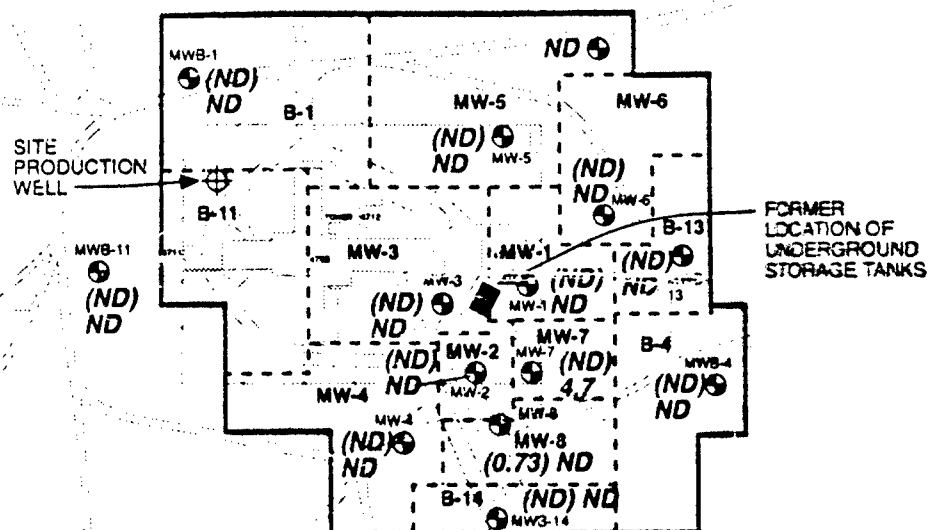 ND
MWB-1
(ND)
ND
B-1
MW-5
MW-6
(ND)
ND
MW-5
SITE
PRODUCTION
WELL
(ND)
ND
MW-6
B-11
B-13
FORMER
LOCATION OF
UNDERGROUND
STORAGE TANKS
MW-3
MW-1
MWB-11
(ND)
ND
(ND)
ND
13
MW-3
(ND)
ND
MW-1
(ND)
ND
MW-7
B-4
(ND)
ND
MW-2
MW-2
MW-7
(ND)
4.7
MWB-4
(ND)
ND
MW-4
MW-4
(ND)
ND
MW-8
MW-8
(0.73) ND
B-14
(ND) ND
MW3-14